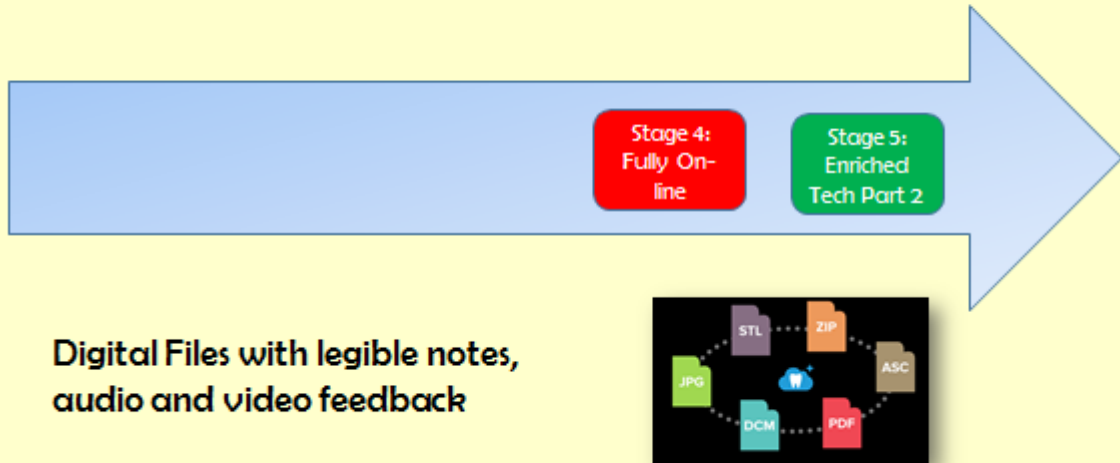 Stage 4:
Fully On-
line
Stage 5:
Enriched
Tech Part 2
Digital Files with legible notes,
audio and video feedback
STL
ZIP
JPG
ASC
DCM
PDF